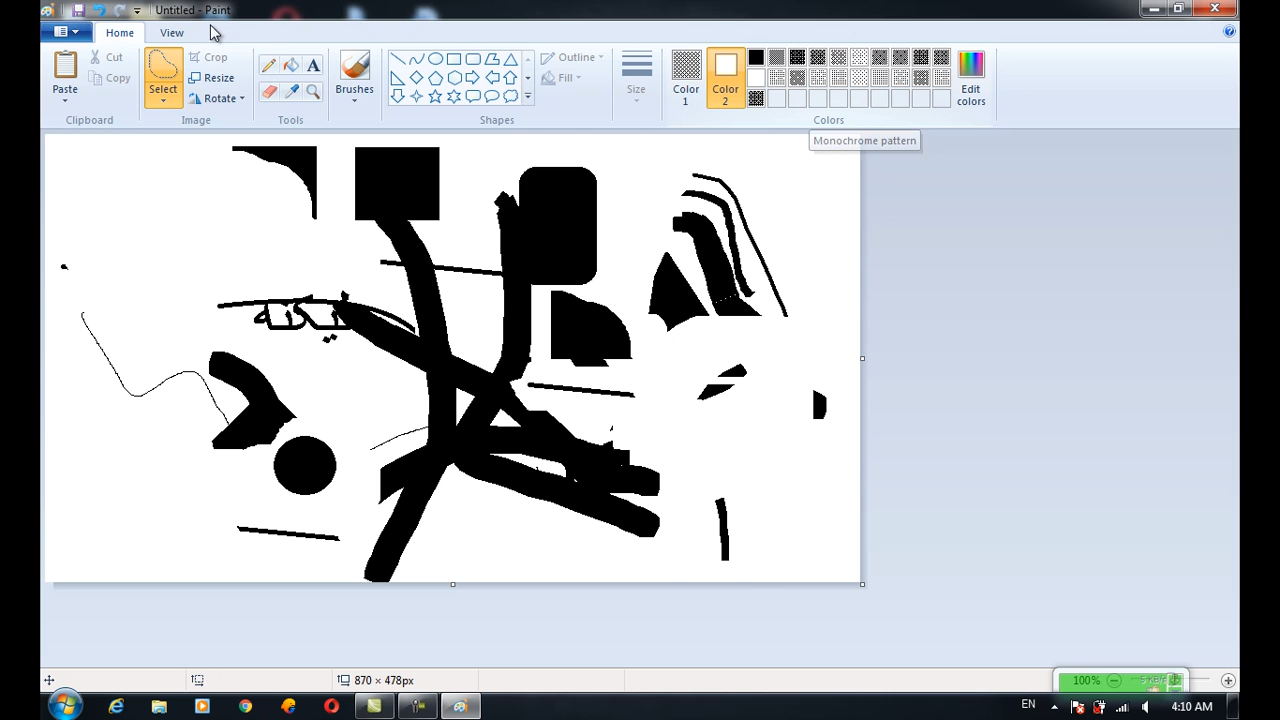 Untitled - Paint
Home View
Paste
Cut
Copy
Clipboard
Select
Crop
Resize
Rotate
Image
A
Tools
Brushes
Outline
Fill
Shapes
Size
Color 1
Color 2
Edit colors
Colors
Monochrome pattern
870 × 478px
100%
EN
4:10 AM